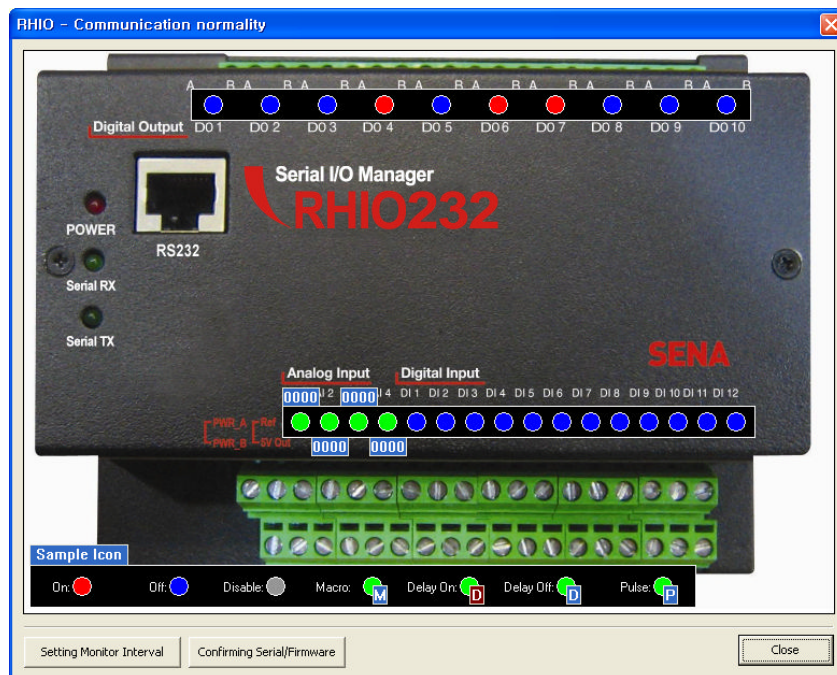 RHIO - Communication normality
A B A B A B A B A B A B A B A B A B A B
Digital Output DO 1 DO 2 DO 3 DO 4 DO 5 DO 6 DO 7 DO 8 DO 9 DO 10
Serial I/O Manager
RHIO232
POWER
RS232
Serial RX
Serial TX
SENA
Analog Input Digital Input
0000 DI 2 0000 DI 4 DI 1 DI 2 DI 3 DI 4 DI 5 DI 6 DI 7 DI 8 DI 9 DI 10 DI 11 DI 12
PWR_A Ref
PWR_B 5V Out
0000 0000
Sample Icon
On: Off: Disable: Macro: M Delay On: D Delay Off: D Pulse: P
Setting Monitor Interval Confirming Serial/Firmware Close